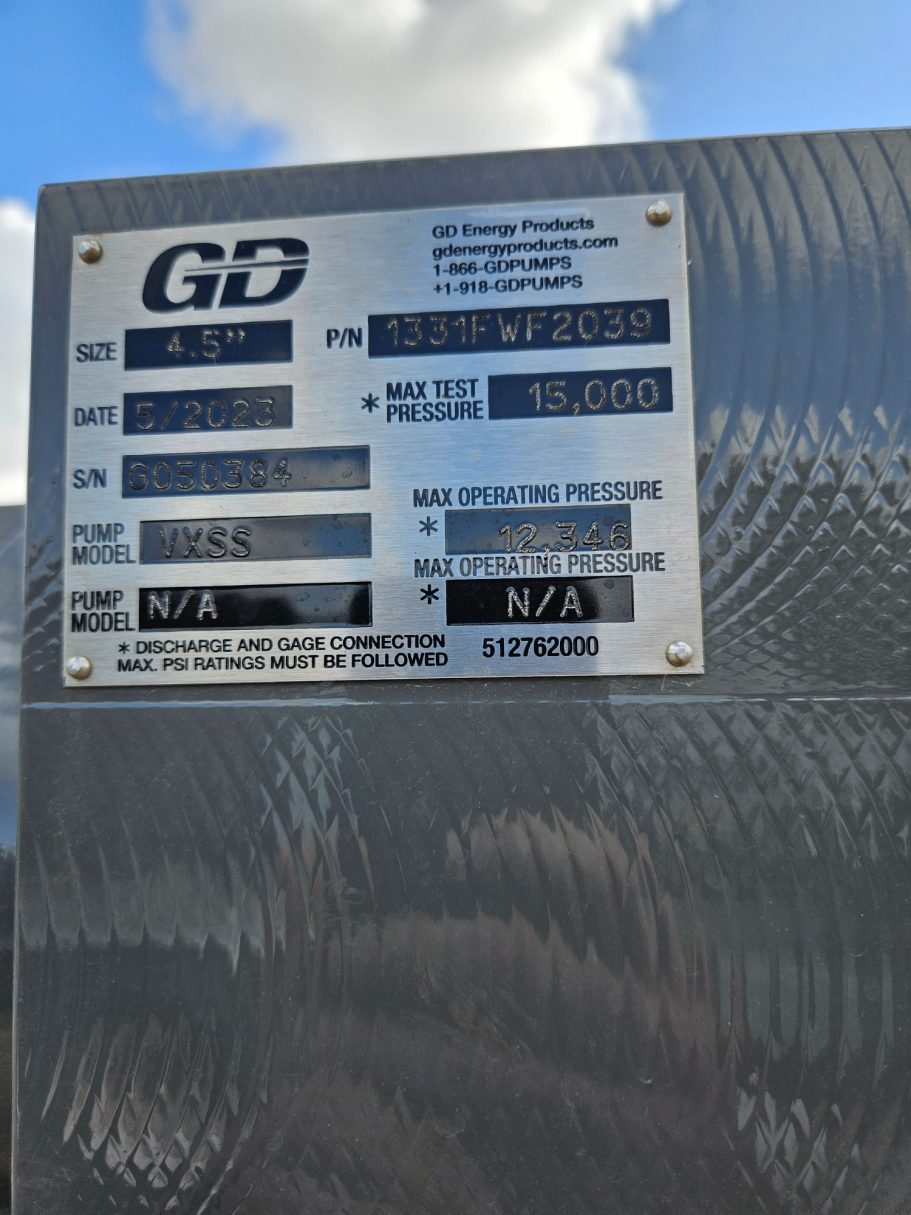 GD
GD Energy Products
gdenergyproducts.com
1-866-GDPUMPS
+1-918-GDPUMPS
SIZE 4.5"
P/N 1331FWF2039
DATE 5/2023
* MAX TEST
PRESSURE 15,000
S/N G050384
MAX OPERATING PRESSURE
PUMP
MODEL VXSS
* 12,346
MAX OPERATING PRESSURE
PUMP
MODEL N/A
* N/A
* DISCHARGE AND GAGE CONNECTION
MAX. PSI RATINGS MUST BE FOLLOWED
512762000